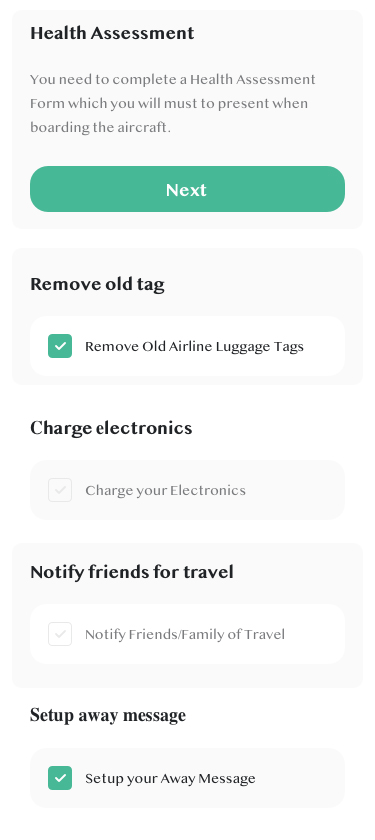 Health Assessment
You need to complete a Health Assessment
Form which you will must to present when
boarding the aircraft.
Next
Remove old tag
Remove Old Airline Luggage Tags
Charge electronics
Charge your Electronics
Notify friends for travel
Notify Friends/Family of Travel
Setup away message
Setup your Away Message